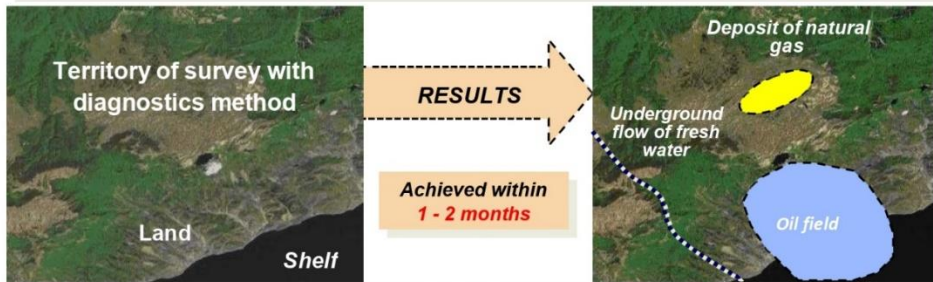 Territory of survey with
diagnostics method
Land
Shelf
RESULTS
Achieved within
1 - 2 months
Deposit of natural
gas
Underground
flow of fresh
water
Oil field